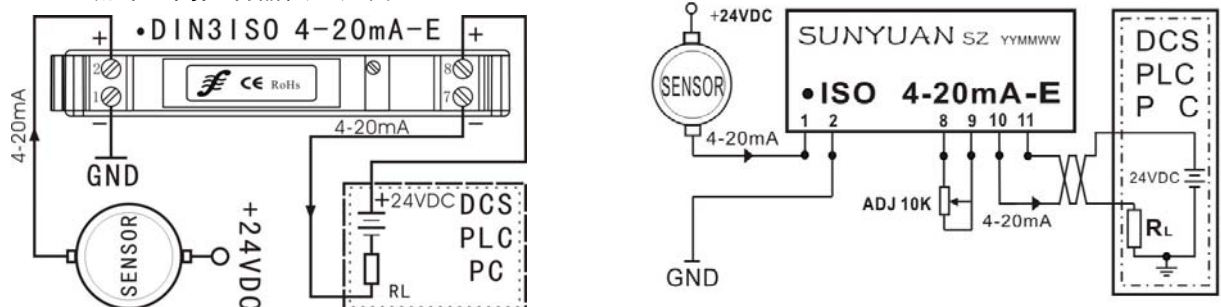 •DIN3ISO 4-20mA-E
+
+
2
1
CE RoHs
8
7
−
−
4-20mA
4-20mA
GND
SENSOR
+24VDC
+24VDC
DCS
PLC
PC
RL
+24VDC
SENSOR
4-20mA
SUNYUAN SZ YYMMWW
•ISO 4-20mA-E
1 2 8 9 10 11
ADJ 10K
4-20mA
GND
DCS
PLC
P C
24VDC
RL